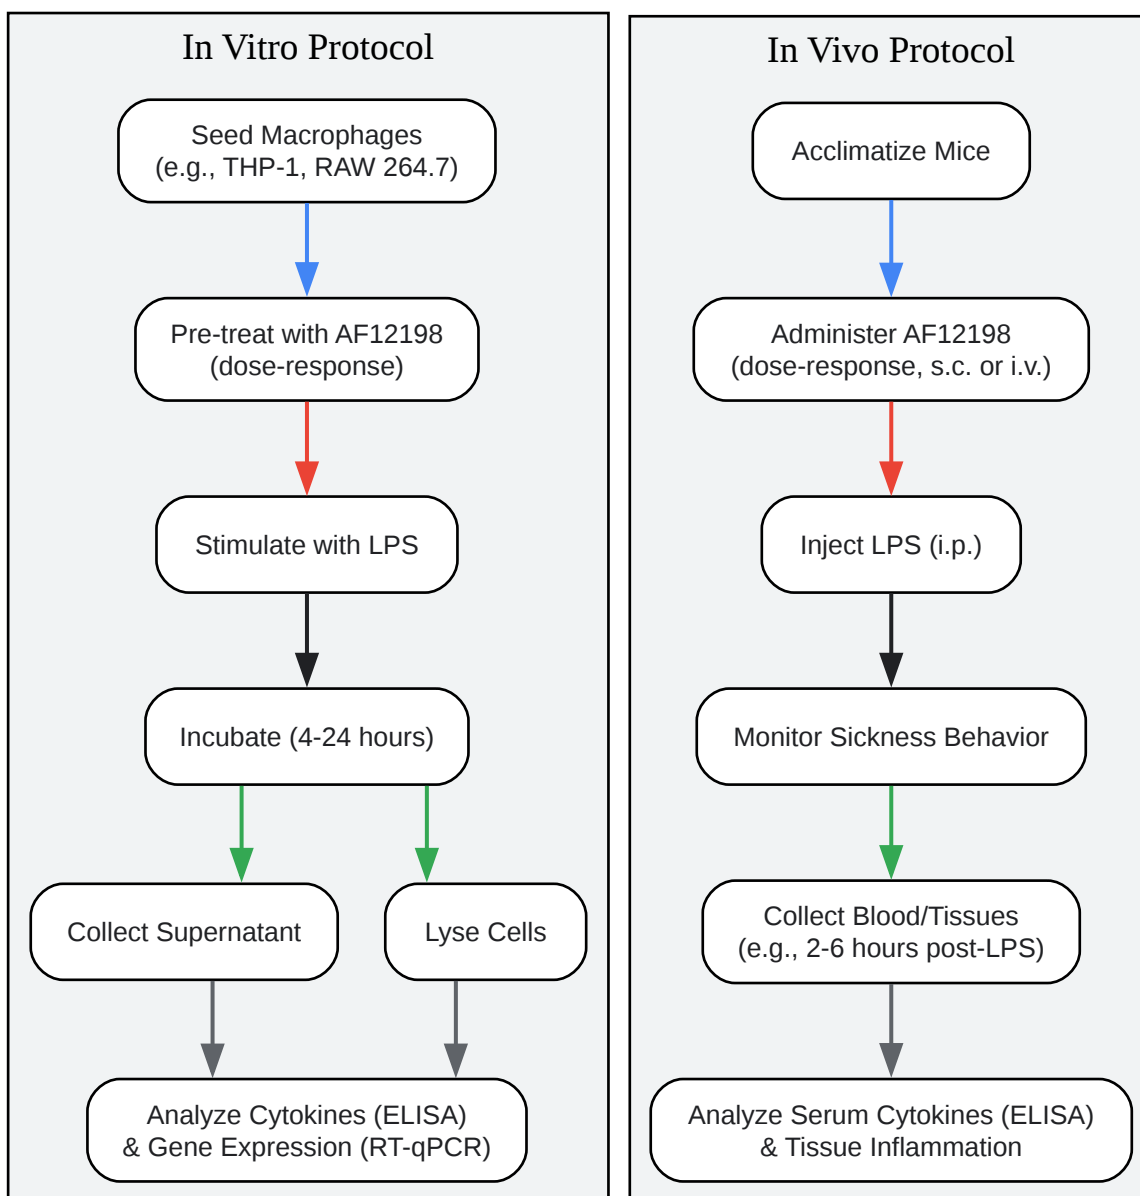 In Vitro Protocol
Seed Macrophages
(e.g., THP-1, RAW 264.7)
Pre-treat with AF12198
(dose-response)
Stimulate with LPS
Incubate (4-24 hours)
Collect Supernatant
Lyse Cells
Analyze Cytokines (ELISA)
& Gene Expression (RT-qPCR)
In Vivo Protocol
Acclimatize Mice
Administer AF12198
(dose-response, s.c. or i.v.)
Inject LPS (i.p.)
Monitor Sickness Behavior
Collect Blood/Tissues
(e.g., 2-6 hours post-LPS)
Analyze Serum Cytokines (ELISA)
& Tissue Inflammation